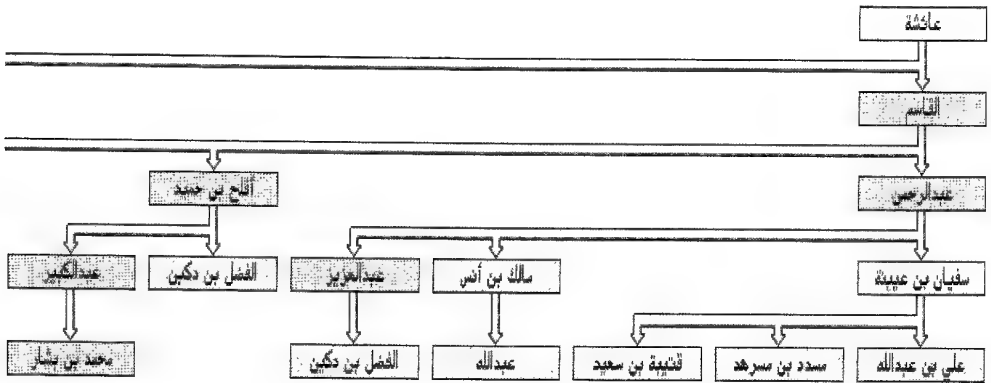 عائشة
القاسم
أفلح بن حميد
عبدالرحمن
عبدالكبير
الفضل بن دكين
عبدالعزيز
مالك بن أنس
سفيان بن عيينة
محمد بن بشار
الفضل بن دكين
عبدالله
قتيبة بن سعيد
مسدد بن مسرهد
علي بن عبدالله